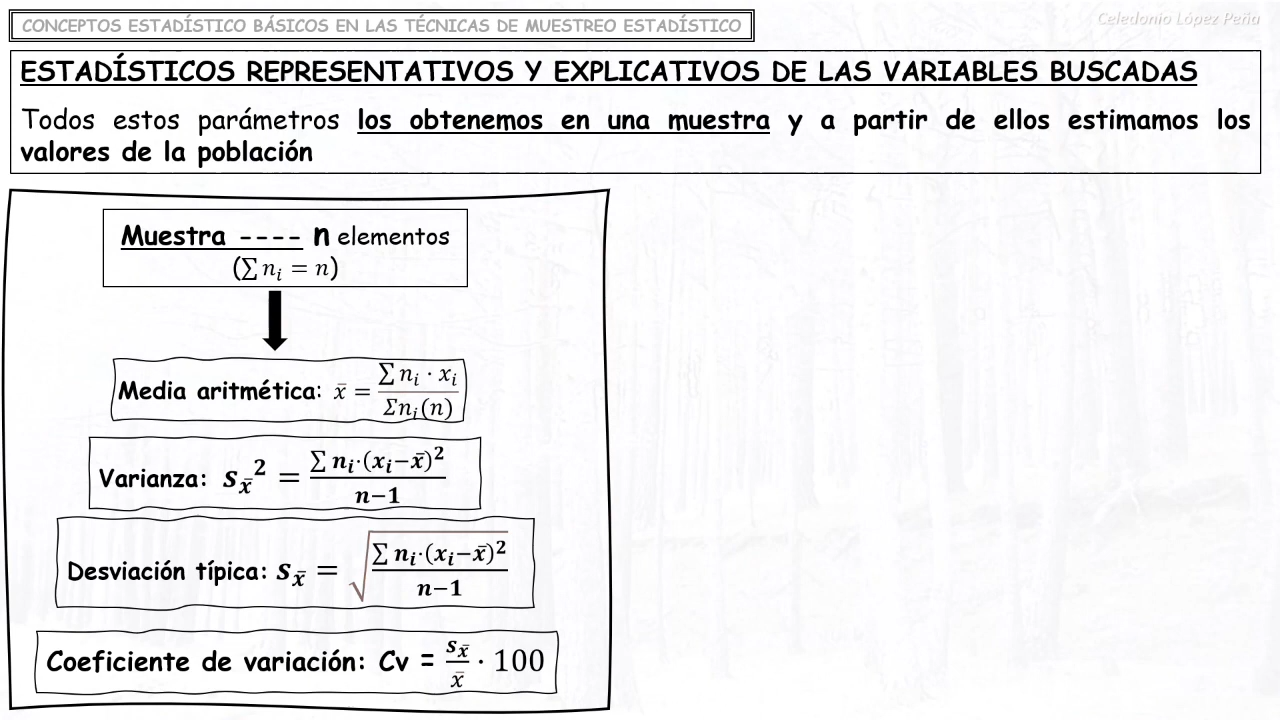 CONCEPTOS ESTADÍSTICO BÁSICOS EN LAS TÉCNICAS DE MUESTREO ESTADÍSTICO
Celedonio López Peña
ESTADÍSTICOS REPRESENTATIVOS Y EXPLICATIVOS DE LAS VARIABLES BUSCADAS
Todos estos parámetros los obtenemos en una muestra y a partir de ellos estimamos los
valores de la población
Muestra ---- n elementos
(∑ nᵢ = n)
Media aritmética: x̄ = ∑ nᵢ · xᵢ / Σnᵢ(n)
Varianza: s_x̄² = ∑ nᵢ·(xᵢ−x̄)² / n−1
Desviación típica: s_x̄ = √(∑ nᵢ·(xᵢ−x̄)² / n−1)
Coeficiente de variación: Cv = s_x̄ / x̄ · 100